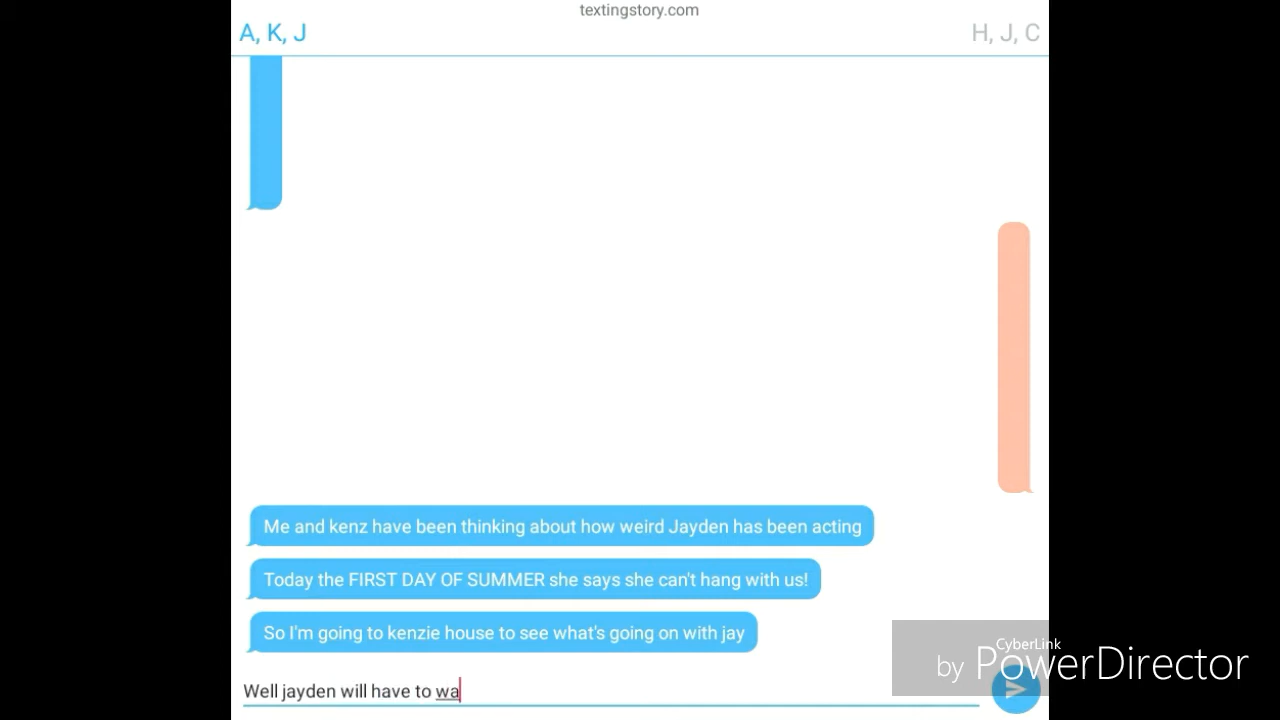 textingstory.com
A, K, J
H, J, C
Me and kenz have been thinking about how weird Jayden has been acting
Today the FIRST DAY OF SUMMER she says she can't hang with us!
So I'm going to kenzie house to see what's going on with jay
Well jayden will have to wa
CyberLink
by PowerDirector